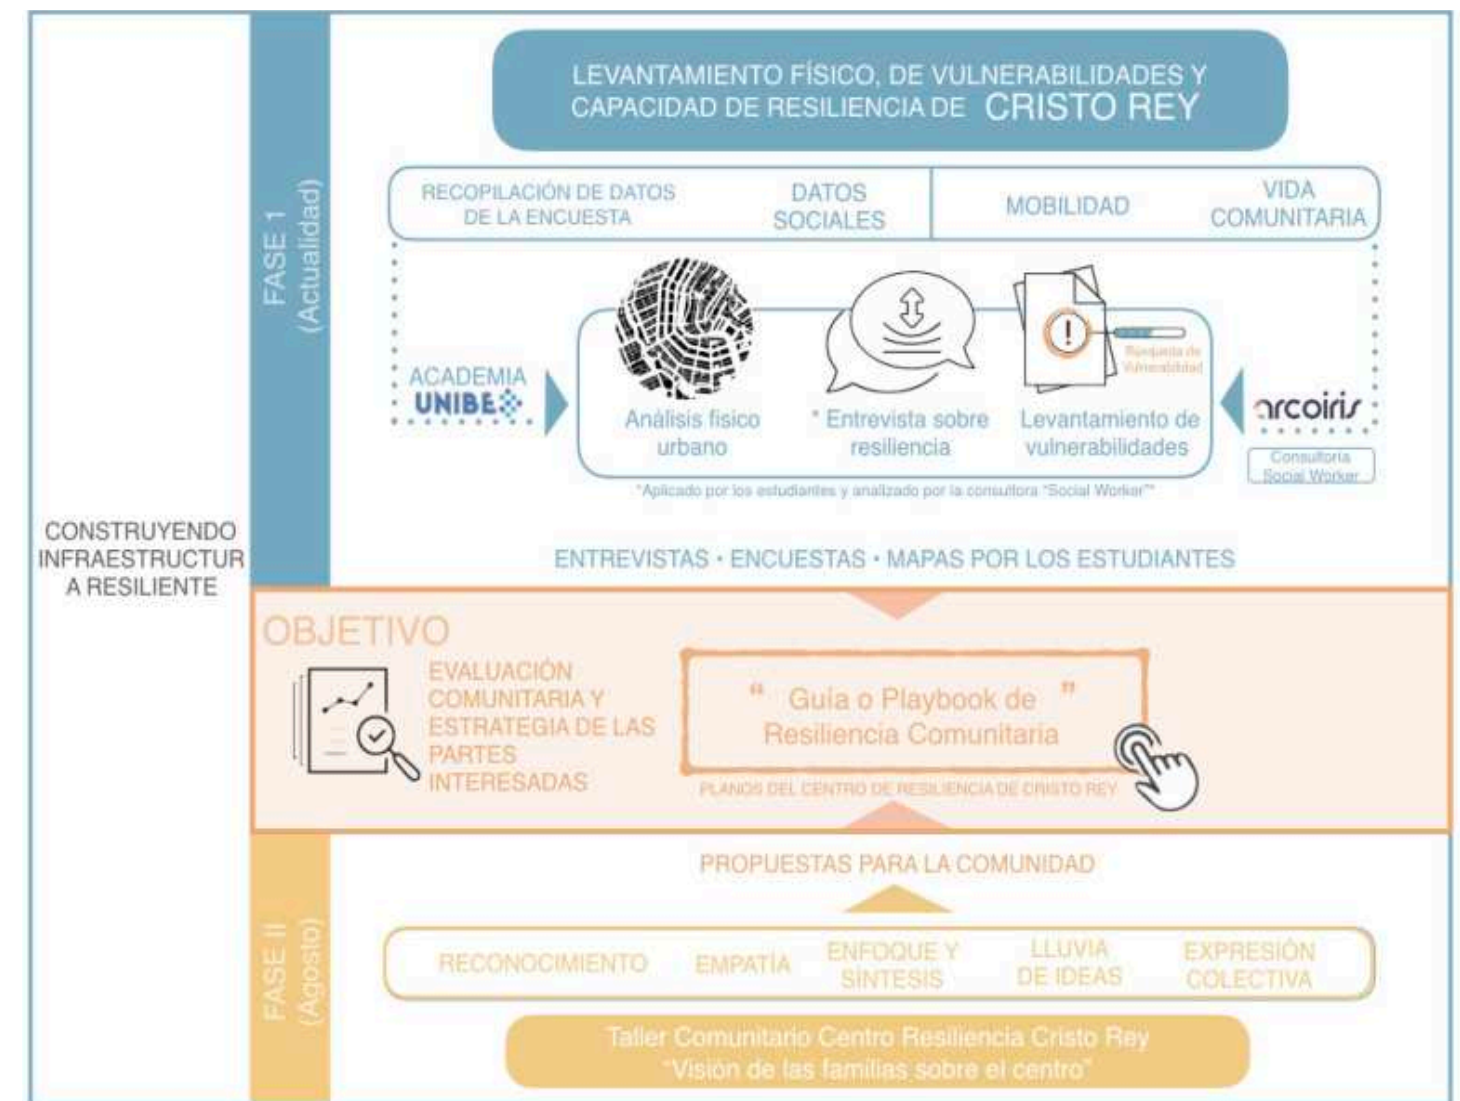 LEVANTAMIENTO FÍSICO, DE VULNERABILIDADES Y
CAPACIDAD DE RESILIENCIA DE CRISTO REY
FASE 1
(Actualidad)
RECOPILACIÓN DE DATOS
DE LA ENCUESTA
DATOS
SOCIALES
MOBILIDAD
VIDA
COMUNITARIA
ACADEMIA
UNIBE
Análisis físico
urbano
* Entrevista sobre
resiliencia
!
Búsqueda de
Vulnerabilidad
Levantamiento de
vulnerabilidades
arcoiris
Consultoría
Social Worker
*Aplicado por los estudiantes y analizado por la consultora "Social Worker"*
ENTREVISTAS • ENCUESTAS • MAPAS POR LOS ESTUDIANTES
CONSTRUYENDO
INFRAESTRUCTUR
A RESILIENTE
OBJETIVO
EVALUACIÓN
COMUNITARIA Y
ESTRATEGIA DE LAS
PARTES
INTERESADAS
“ Guía o Playbook de ”
Resiliencia Comunitaria
PLANOS DEL CENTRO DE RESILIENCIA DE CRISTO REY
PROPUESTAS PARA LA COMUNIDAD
FASE II
(Agosto)
RECONOCIMIENTO
EMPATÍA
ENFOQUE Y
SÍNTESIS
LLUVIA
DE IDEAS
EXPRESIÓN
COLECTIVA
Taller Comunitario Centro Resiliencia Cristo Rey
“Visión de las familias sobre el centro”